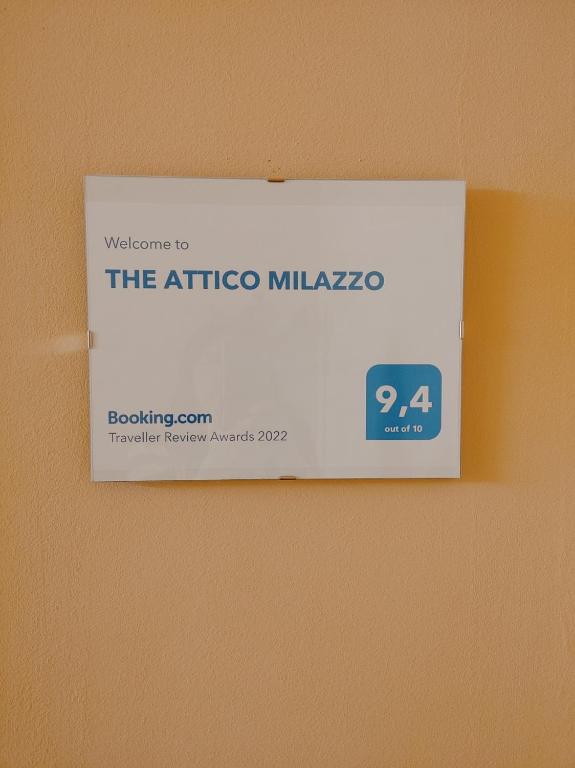 Welcome to
THE ATTICO MILAZZO
9,4
out of 10
Booking.com
Traveller Review Awards 2022